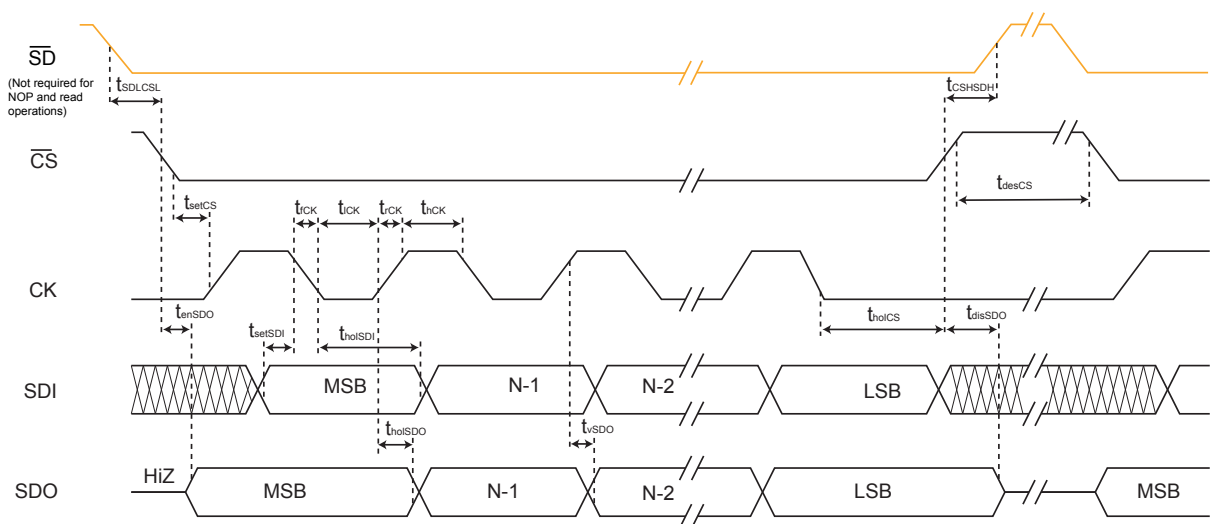 SD
(Not required for
NOP and read
operations)
tSDLCSL
tCSHSDH
CS
tsetCS
tfCK
tlCK
trCK
thCK
tdesCS
CK
tenSDO
tsetSDI
tholSDI
tholCS
tdisSDO
SDI
MSB
N-1
N-2
LSB
tholSDO
tvSDO
SDO
HiZ
MSB
N-1
N-2
LSB
MSB